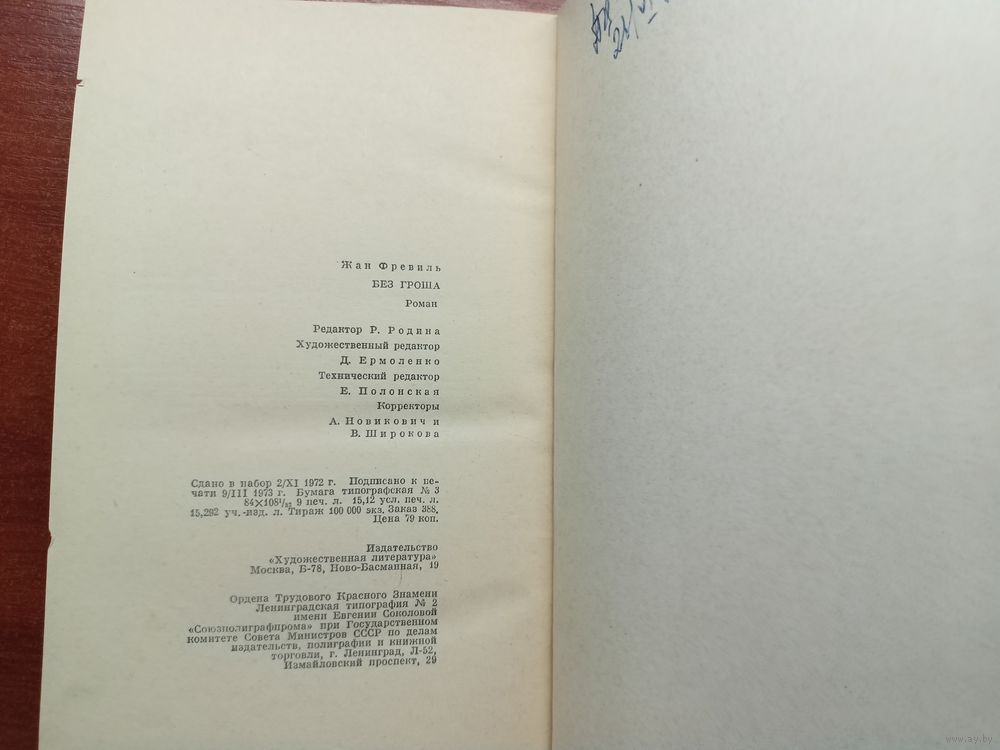 Жан Фревиль
БЕЗ ГРОША
Роман
Редактор Р. Родина
Художественный редактор
Д. Ермоленко
Технический редактор
Е. Полонская
Корректоры
А. Новикович и
В. Широкова
Сдано в набор 2/XI 1972 г. Подписано к пе-
чати 9/III 1973 г. Бумага типографская № 3
84×108¹/₃₂ 9 печ. л. 15,12 усл. печ. л.
15,292 уч.-изд. л. Тираж 100 000 экз. Заказ 388.
Цена 79 коп.
Издательство
«Художественная литература»
Москва, Б-78, Ново-Басманная, 19
Ордена Трудового Красного Знамени
Ленинградская типография № 2
имени Евгении Соколовой
«Союзполиграфпрома» при Государственном
комитете Совета Министров СССР по делам
издательств, полиграфии и книжной
торговли, г. Ленинград, Л-52,
Измайловский проспект, 29
www.ay.by